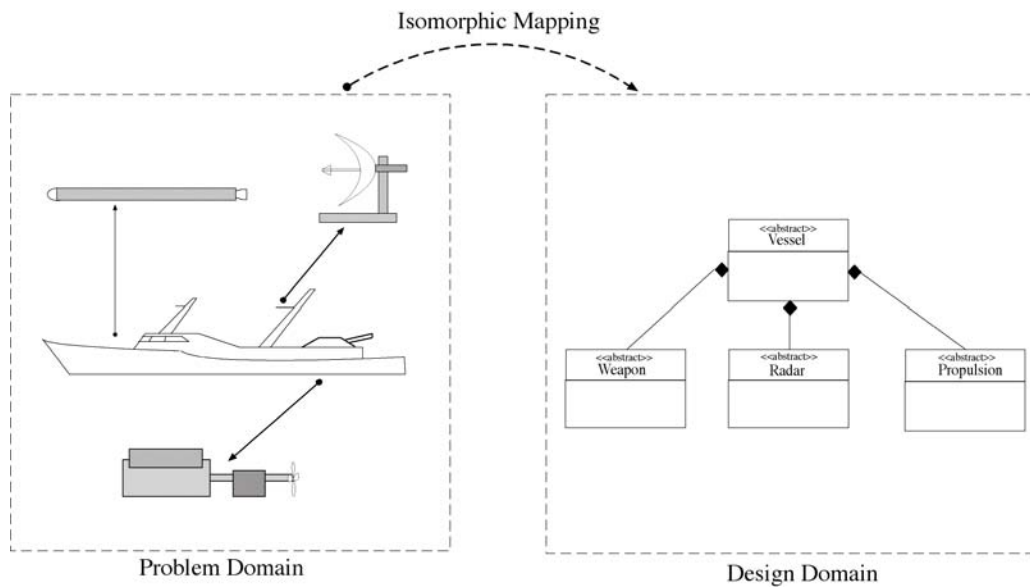 Isomorphic Mapping
<<abstract>>
Vessel
<<abstract>>
Weapon
<<abstract>>
Radar
<<abstract>>
Propulsion
Problem Domain
Design Domain